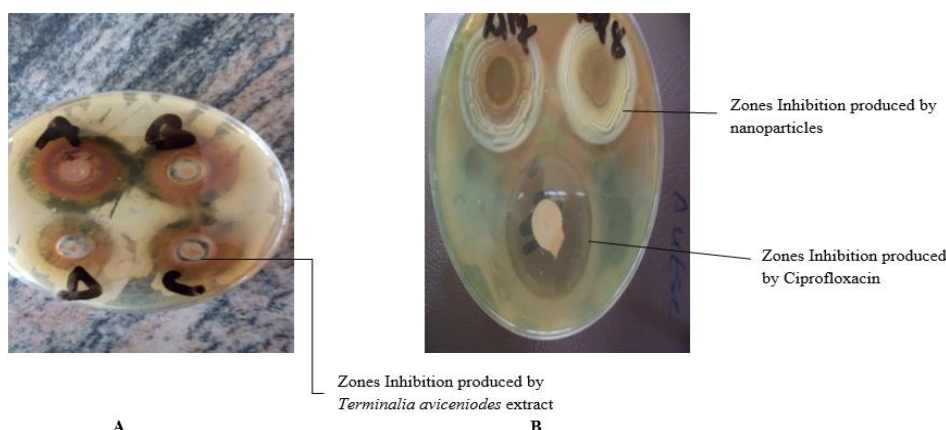 Zones Inhibition produced by
nanoparticles
Zones Inhibition produced
by Ciprofloxacin
Zones Inhibition produced by
Terminalia aviceniodes extract
A
B